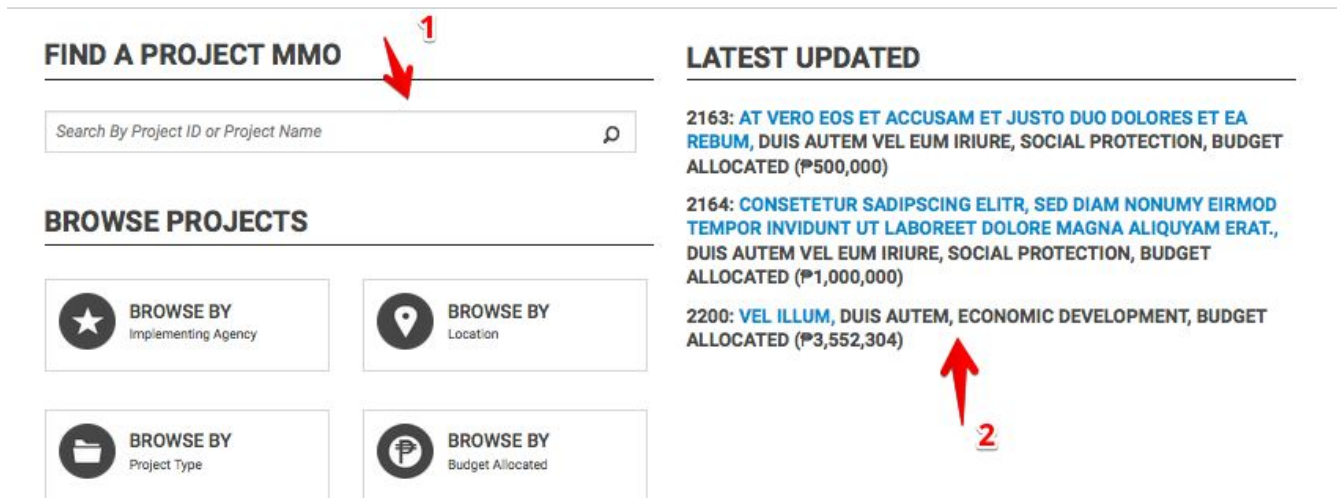 1
FIND A PROJECT MMO
Search By Project ID or Project Name
BROWSE PROJECTS
BROWSE BY
Implementing Agency
BROWSE BY
Location
BROWSE BY
Project Type
BROWSE BY
Budget Allocated
LATEST UPDATED
2163: AT VERO EOS ET ACCUSAM ET JUSTO DUO DOLORES ET EA
REBUM, DUIS AUTEM VEL EUM IRIURE, SOCIAL PROTECTION, BUDGET
ALLOCATED (₱500,000)
2164: CONSETETUR SADIPSCING ELITR, SED DIAM NONUMY EIRMOD
TEMPOR INVIDUNT UT LABOREET DOLORE MAGNA ALIQUYAM ERAT.,
DUIS AUTEM VEL EUM IRIURE, SOCIAL PROTECTION, BUDGET
ALLOCATED (₱1,000,000)
2200: VEL ILLUM, DUIS AUTEM, ECONOMIC DEVELOPMENT, BUDGET
ALLOCATED (₱3,552,304)
2